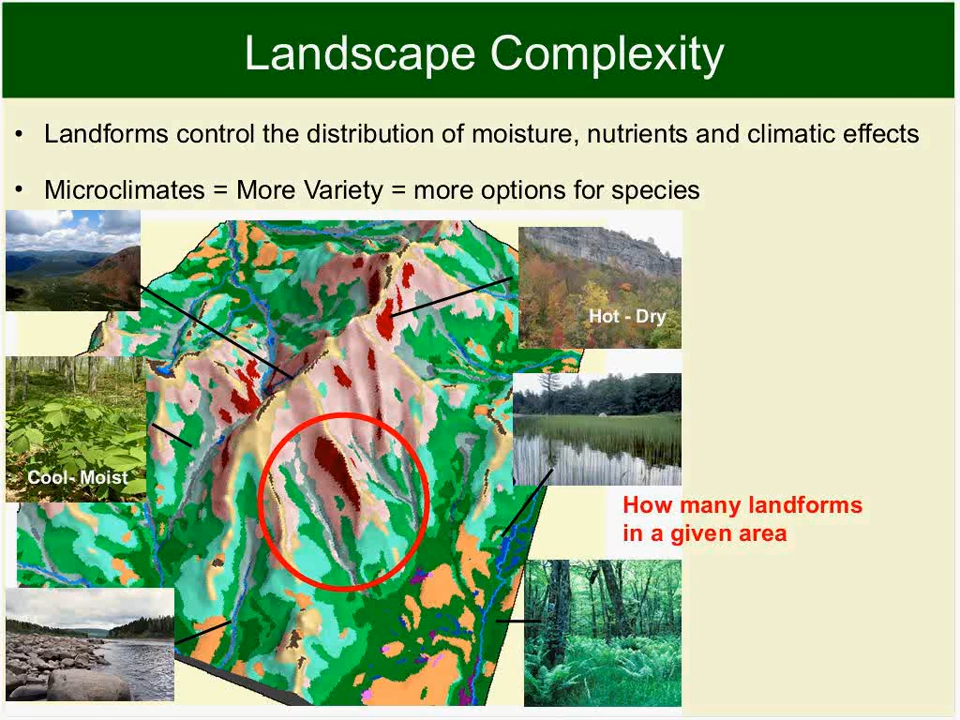 Landscape Complexity
• Landforms control the distribution of moisture, nutrients and climatic effects
• Microclimates = More Variety = more options for species
Hot - Dry
Cool- Moist
How many landforms
in a given area